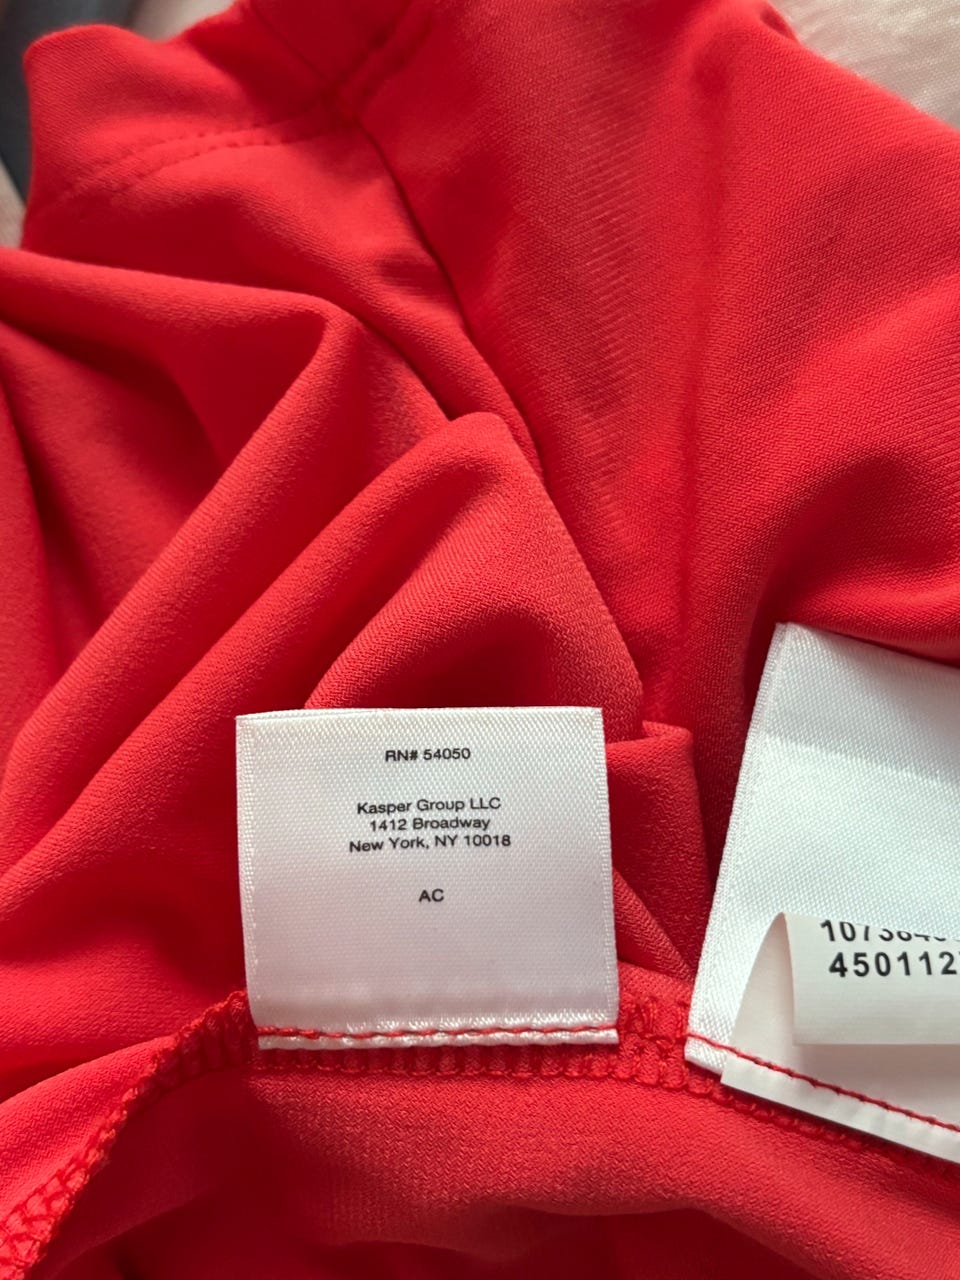 RN# 54050
Kasper Group LLC
1412 Broadway
New York, NY 10018
AC